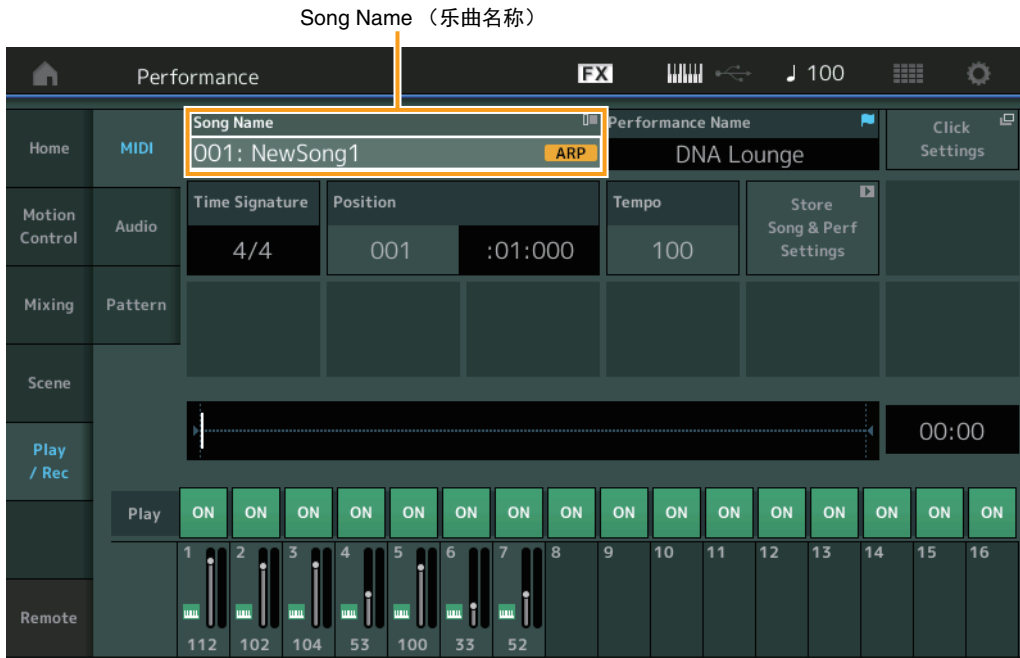 Song Name （乐曲名称）
Performance
FX
♩ 100
Home
Motion
Control
Mixing
Scene
Play
/ Rec
Remote
MIDI
Audio
Pattern
Song Name
001: NewSong1
ARP
Performance Name
DNA Lounge
Click
Settings
Time Signature
4/4
Position
001 :01:000
Tempo
100
Store
Song & Perf
Settings
00:00
Play ON ON ON ON ON ON ON ON ON ON ON ON ON ON ON ON
1 2 3 4 5 6 7 8 9 10 11 12 13 14 15 16
112 102 104 53 100 33 52